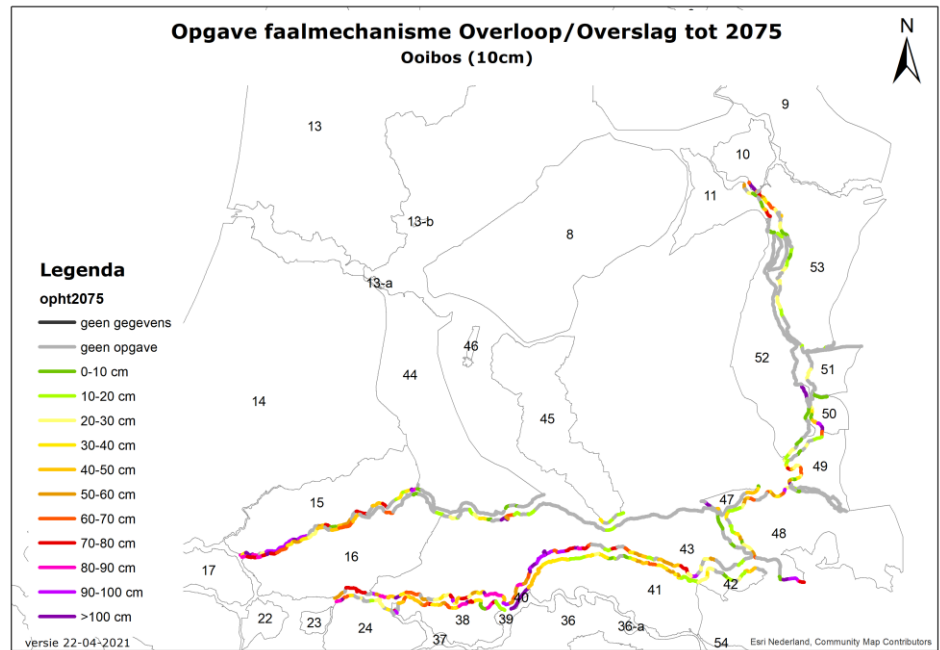 Opgave faalmechanisme Overloop/Overslag tot 2075
Ooibos (10cm)
N
9
13
10
11
13-b
8
53
13-a
46
52
44
51
14
45
50
49
15
47
48
16
43
17
42
41
40
22
23
24
38
39
36
36-a
37
54
Legenda
opht2075
geen gegevens
geen opgave
0-10 cm
10-20 cm
20-30 cm
30-40 cm
40-50 cm
50-60 cm
60-70 cm
70-80 cm
80-90 cm
90-100 cm
>100 cm
versie 22-04-2021
Esri Nederland, Community Map Contributors